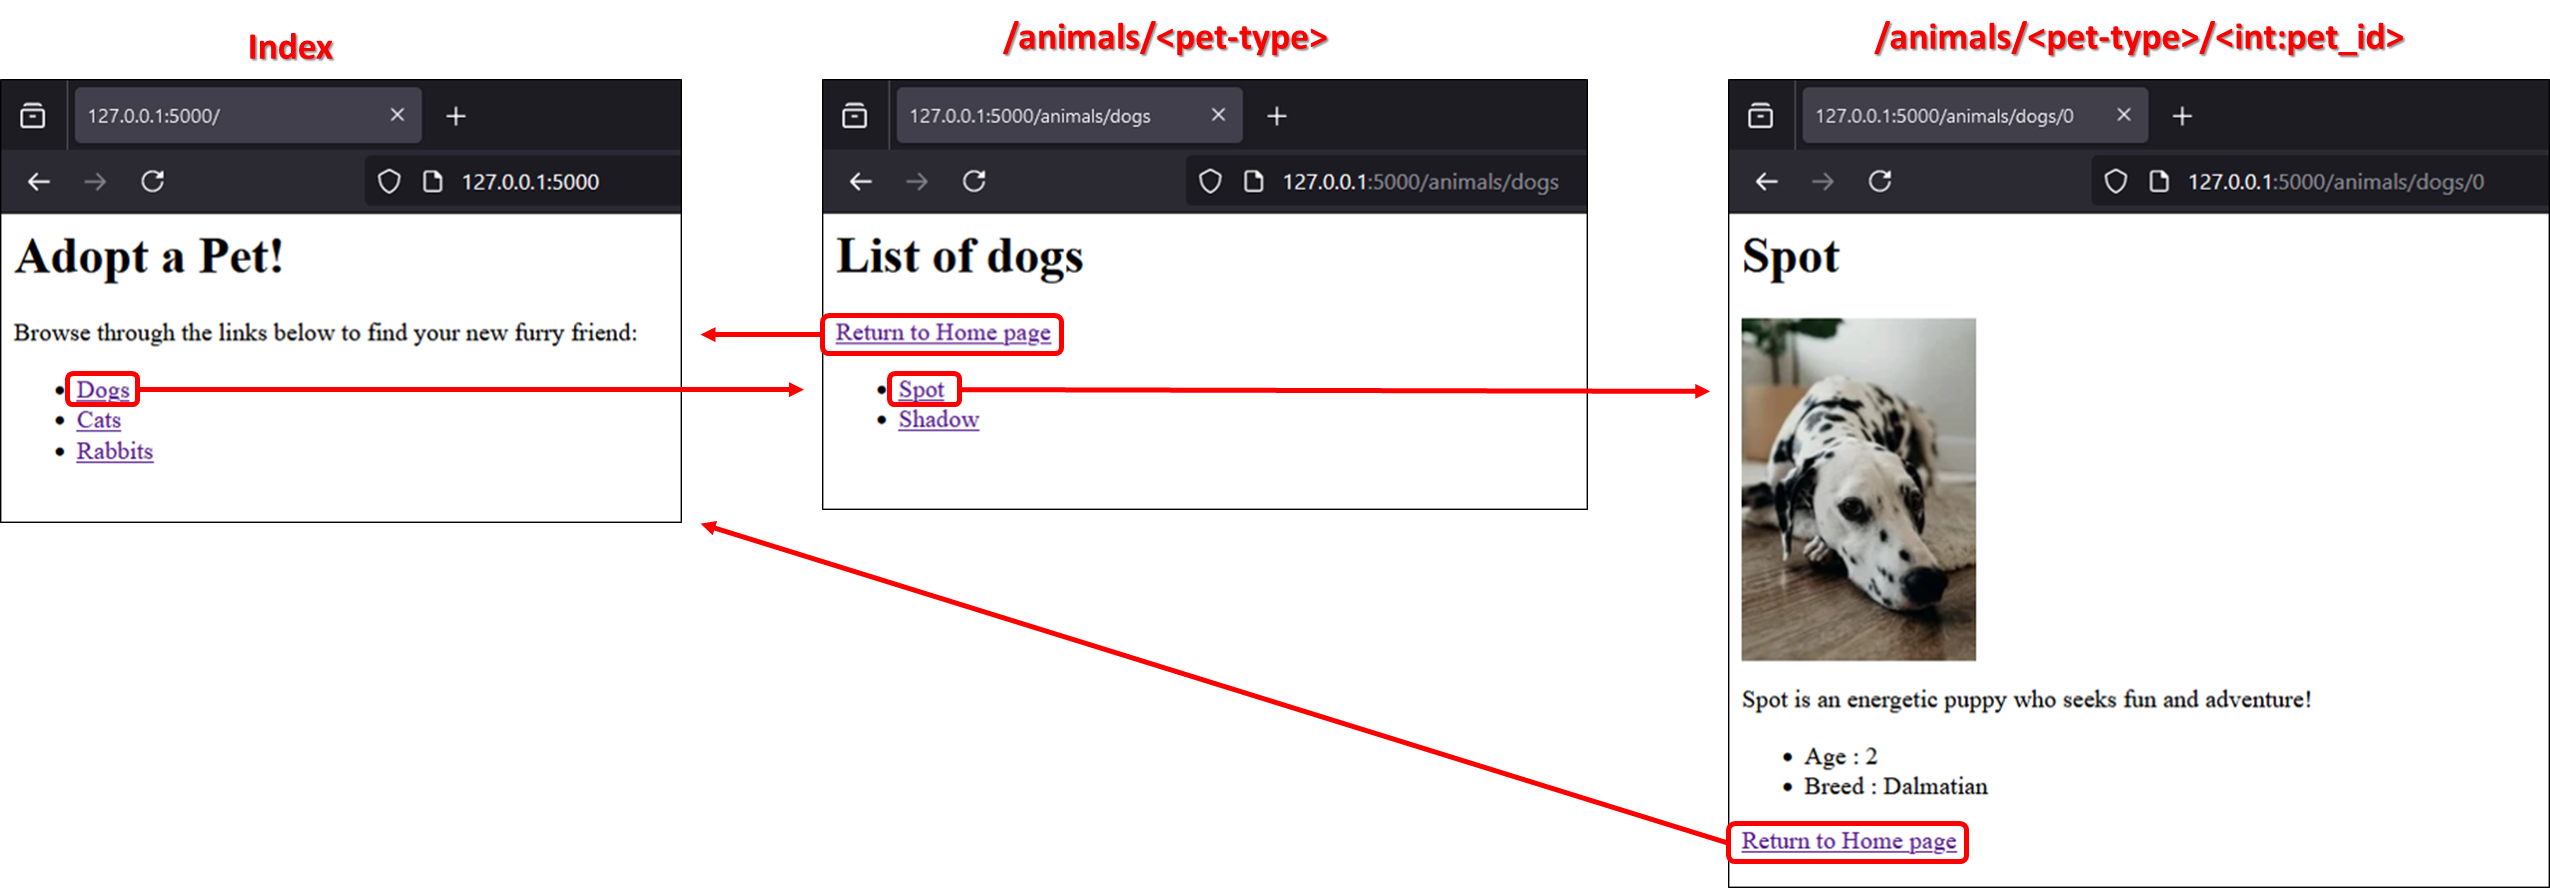 Index
127.0.0.1:5000/
127.0.0.1:5000
Adopt a Pet!
Browse through the links below to find your new furry friend:
Dogs
Cats
Rabbits
/animals/<pet-type>
127.0.0.1:5000/animals/dogs
127.0.0.1:5000/animals/dogs
List of dogs
Return to Home page
Spot
Shadow
/animals/<pet-type>/<int:pet_id>
127.0.0.1:5000/animals/dogs/0
127.0.0.1:5000/animals/dogs/0
Spot
Spot is an energetic puppy who seeks fun and adventure!
Age : 2
Breed : Dalmatian
Return to Home page